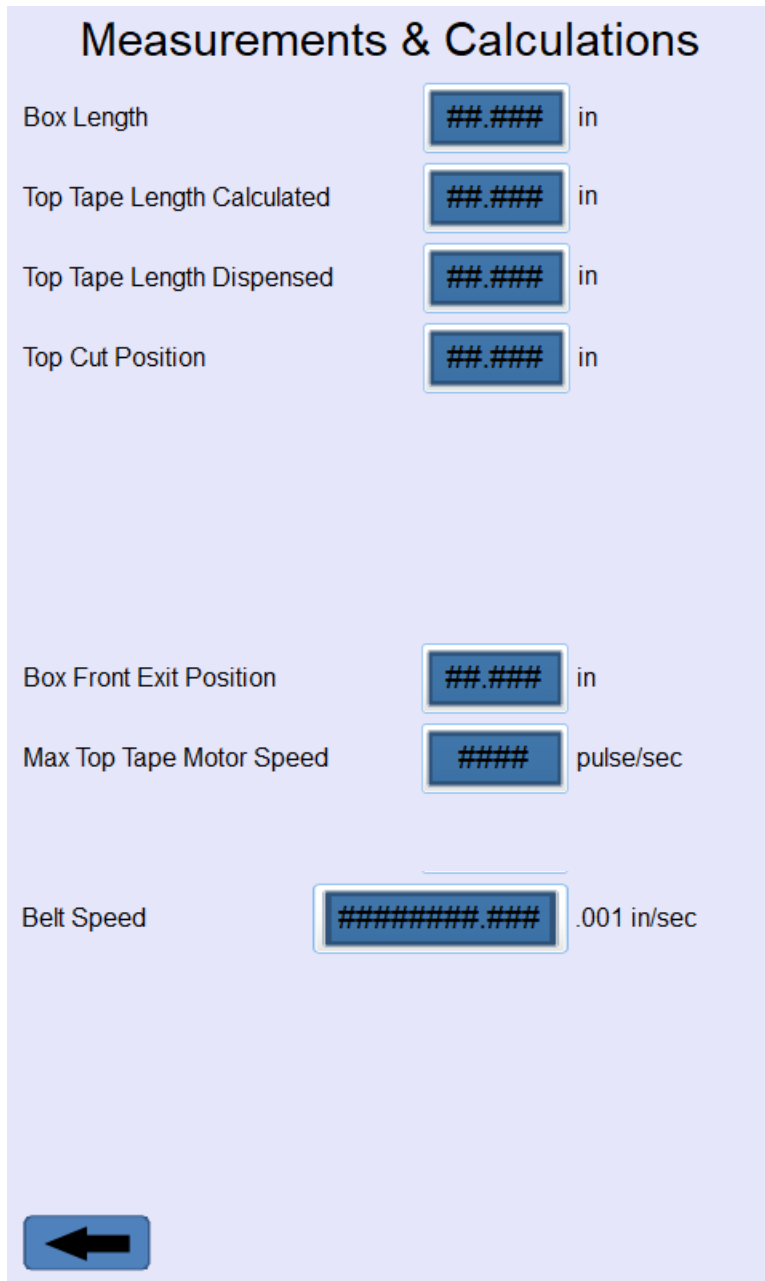 Measurements & Calculations
Box Length ##.### in
Top Tape Length Calculated ##.### in
Top Tape Length Dispensed ##.### in
Top Cut Position ##.### in
Box Front Exit Position ##.### in
Max Top Tape Motor Speed #### pulse/sec
Belt Speed ########.### .001 in/sec